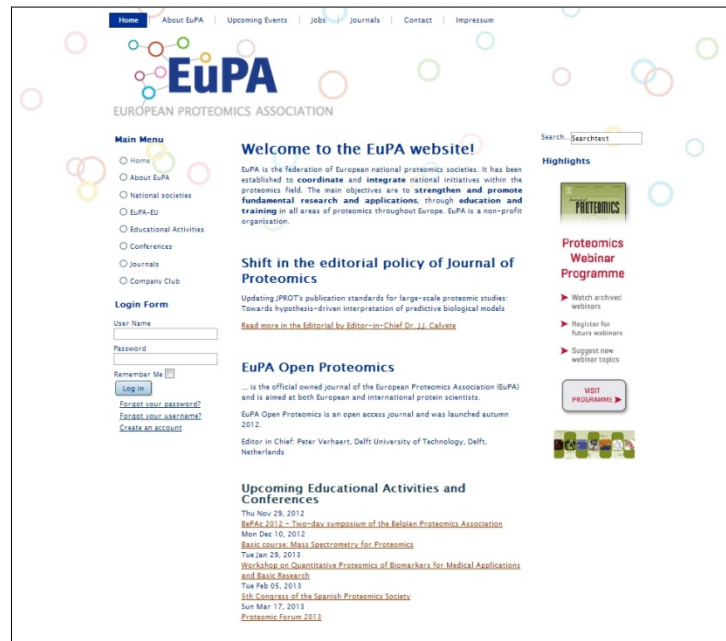 Home About EuPA Upcoming Events Jobs Journals Contact Impressum
EuPA
EUROPEAN PROTEOMICS ASSOCIATION
Main Menu
Home
About EuPA
National societies
EuPA-EU
Educational Activities
Conferences
Journals
Company Club
Login Form
User Name
Password
Remember Me
Log in
Forgot your password?
Forgot your username?
Create an account
Welcome to the EuPA website!
EuPA is the federation of European national proteomics societies. It has been
established to coordinate and integrate national initiatives within the
proteomics field. The main objectives are to strengthen and promote
fundamental research and applications, through education and
training in all areas of proteomics throughout Europe. EuPA is a non-profit
organisation.
Shift in the editorial policy of Journal of
Proteomics
Updating JPROT's publication standards for large-scale proteomic studies:
Towards hypothesis-driven interpretation of predictive biological models
Read more in the Editorial by Editor-in-Chief Dr. J.J. Calvete
EuPA Open Proteomics
... is the official owned journal of the European Proteomics Association (EuPA)
and is aimed at both European and international protein scientists.
EuPA Open Proteomics is an open access journal and was launched autumn
2012.
Editor in Chief: Peter Verhaert, Delft University of Technology, Delft,
Netherlands
Upcoming Educational Activities and
Conferences
Thu Nov 29, 2012
BePAc 2012 - Two-day symposium of the Belgian Proteomics Association
Mon Dec 10, 2012
Basic course: Mass Spectrometry for Proteomics
Tue Jan 29, 2013
Workshop on Quantitative Proteomics of Biomarkers for Medical Applications
and Basic Research
Tue Feb 05, 2013
5th Congress of the Spanish Proteomics Society
Sun Mar 17, 2013
Proteomic Forum 2013
Search... Searchtext
Highlights
PROTEOMICS
Proteomics
Webinar
Programme
Watch archived
webinars
Register for
future webinars
Suggest new
webinar topics
VISIT
PROGRAMME